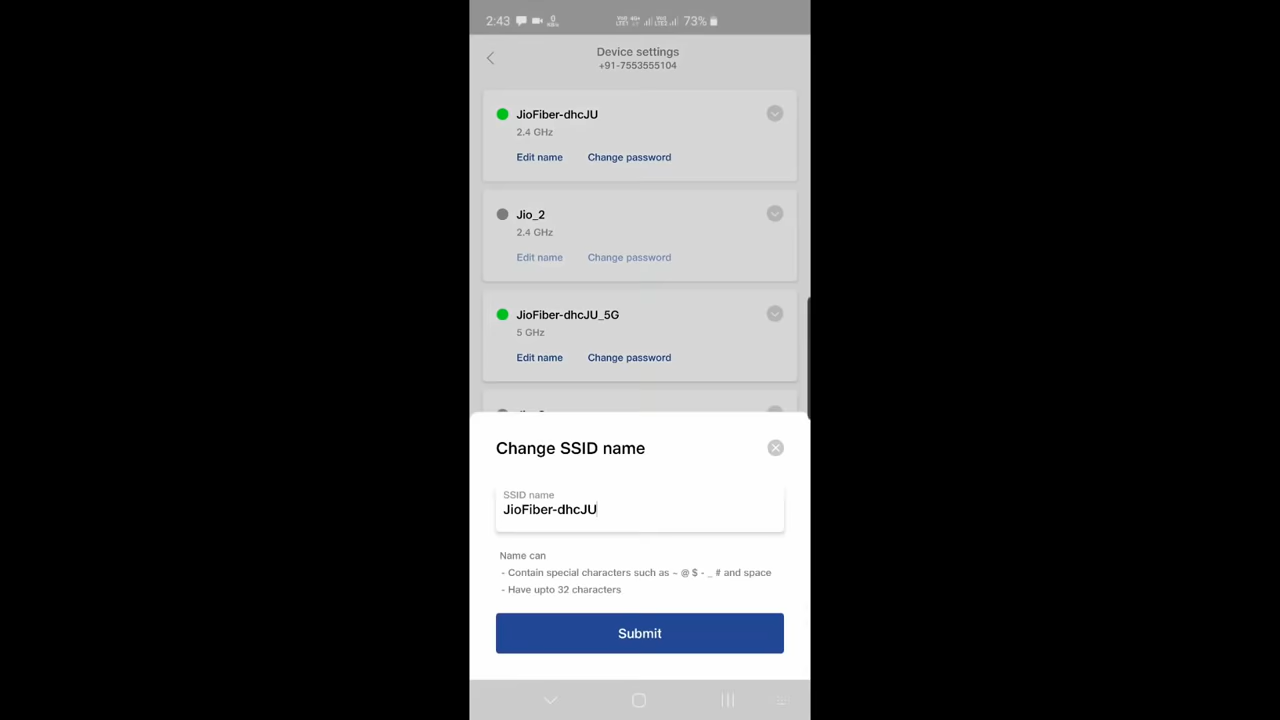 2:43
73%
Device settings
+91-7553555104
JioFiber-dhcJU
2.4 GHz
Edit name Change password
Jio_2
2.4 GHz
Edit name Change password
JioFiber-dhcJU_5G
5 GHz
Edit name Change password
Change SSID name
SSID name
JioFiber-dhcJU
Name can
- Contain special characters such as ~ @ $ - _ # and space
- Have upto 32 characters
Submit